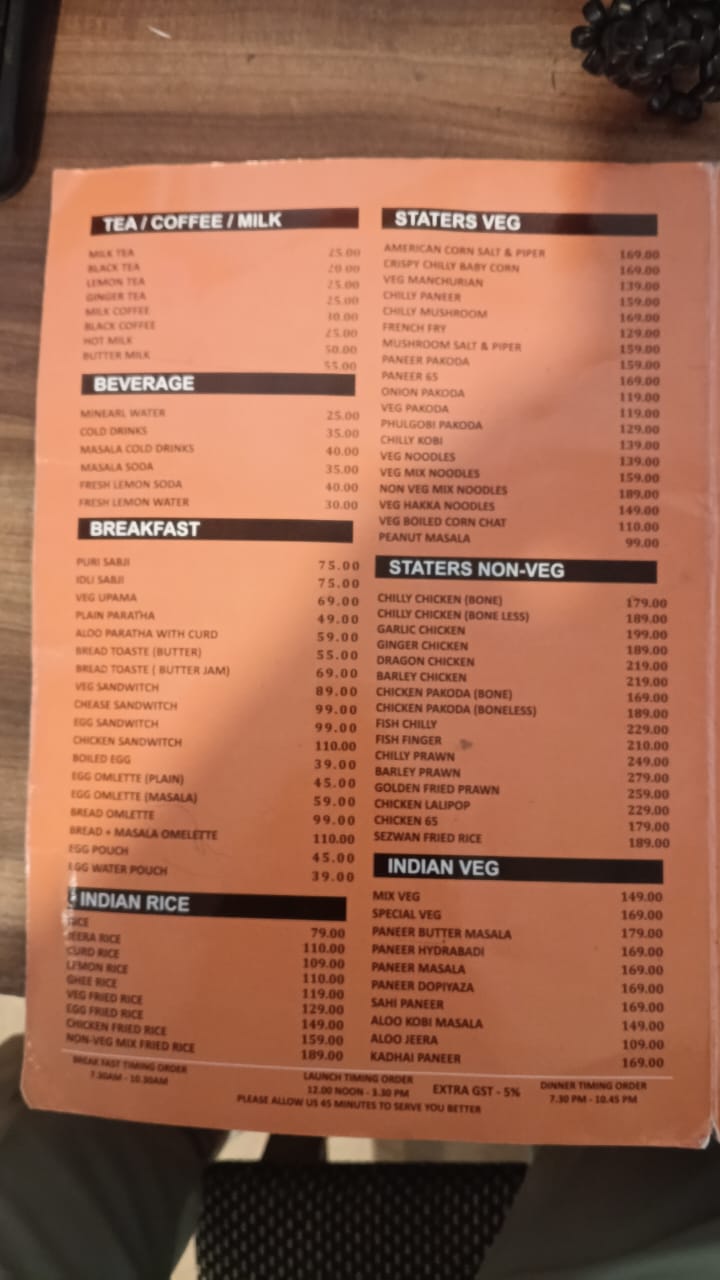 TEA / COFFEE / MILK
MILK TEA 25.00
BLACK TEA 20.00
LEMON TEA 25.00
GINGER TEA 25.00
MILK COFFEE 30.00
BLACK COFFEE 25.00
HOT MILK 50.00
BUTTER MILK 55.00
BEVERAGE
MINEARL WATER 25.00
COLD DRINKS 35.00
MASALA COLD DRINKS 40.00
MASALA SODA 35.00
FRESH LEMON SODA 40.00
FRESH LEMON WATER 30.00
BREAKFAST
PURI SABJI 75.00
IDLI SABJI 75.00
VEG UPAMA 69.00
PLAIN PARATHA 49.00
ALOO PARATHA WITH CURD 59.00
BREAD TOASTE (BUTTER) 55.00
BREAD TOASTE ( BUTTER JAM) 69.00
VEG SANDWITCH 89.00
CHEASE SANDWITCH 99.00
EGG SANDWITCH 99.00
CHICKEN SANDWITCH 110.00
BOILED EGG 39.00
EGG OMLETTE (PLAIN) 45.00
EGG OMLETTE (MASALA) 59.00
BREAD OMLETTE 99.00
BREAD + MASALA OMELETTE 110.00
EGG POUCH 45.00
EGG WATER POUCH 39.00
INDIAN RICE
RICE 79.00
JEERA RICE 110.00
CURD RICE 109.00
LEMON RICE 110.00
GHEE RICE 119.00
VEG FRIED RICE 129.00
EGG FRIED RICE 149.00
CHICKEN FRIED RICE 159.00
NON-VEG MIX FRIED RICE 189.00
STATERS VEG
AMERICAN CORN SALT & PIPER 169.00
CRISPY CHILLY BABY CORN 169.00
VEG MANCHURIAN 139.00
CHILLY PANEER 159.00
CHILLY MUSHROOM 169.00
FRENCH FRY 129.00
MUSHROOM SALT & PIPER 159.00
PANEER PAKODA 159.00
PANEER 65 169.00
ONION PAKODA 119.00
VEG PAKODA 119.00
PHULGOBI PAKODA 129.00
CHILLY KOBI 139.00
VEG NOODLES 139.00
VEG MIX NOODLES 159.00
NON VEG MIX NOODLES 189.00
VEG HAKKA NOODLES 149.00
VEG BOILED CORN CHAT 110.00
PEANUT MASALA 99.00
STATERS NON-VEG
CHILLY CHICKEN (BONE) 179.00
CHILLY CHICKEN (BONE LESS) 189.00
GARLIC CHICKEN 199.00
GINGER CHICKEN 189.00
DRAGON CHICKEN 219.00
BARLEY CHICKEN 219.00
CHICKEN PAKODA (BONE) 169.00
CHICKEN PAKODA (BONELESS) 189.00
FISH CHILLY 229.00
FISH FINGER 210.00
CHILLY PRAWN 249.00
BARLEY PRAWN 279.00
GOLDEN FRIED PRAWN 259.00
CHICKEN LALIPOP 229.00
CHICKEN 65 179.00
SEZWAN FRIED RICE 189.00
INDIAN VEG
MIX VEG 149.00
SPECIAL VEG 169.00
PANEER BUTTER MASALA 179.00
PANEER HYDRABADI 169.00
PANEER MASALA 169.00
PANEER DOPIYAZA 169.00
SAHI PANEER 169.00
ALOO KOBI MASALA 149.00
ALOO JEERA 109.00
KADHAI PANEER 169.00
BREAK FAST TIMING ORDER
7.30AM - 10.30AM
LAUNCH TIMING ORDER
12.00 NOON - 3.30 PM
EXTRA GST - 5%
DINNER TIMING ORDER
7.30 PM - 10.45 PM
PLEASE ALLOW US 45 MINUTES TO SERVE YOU BETTER